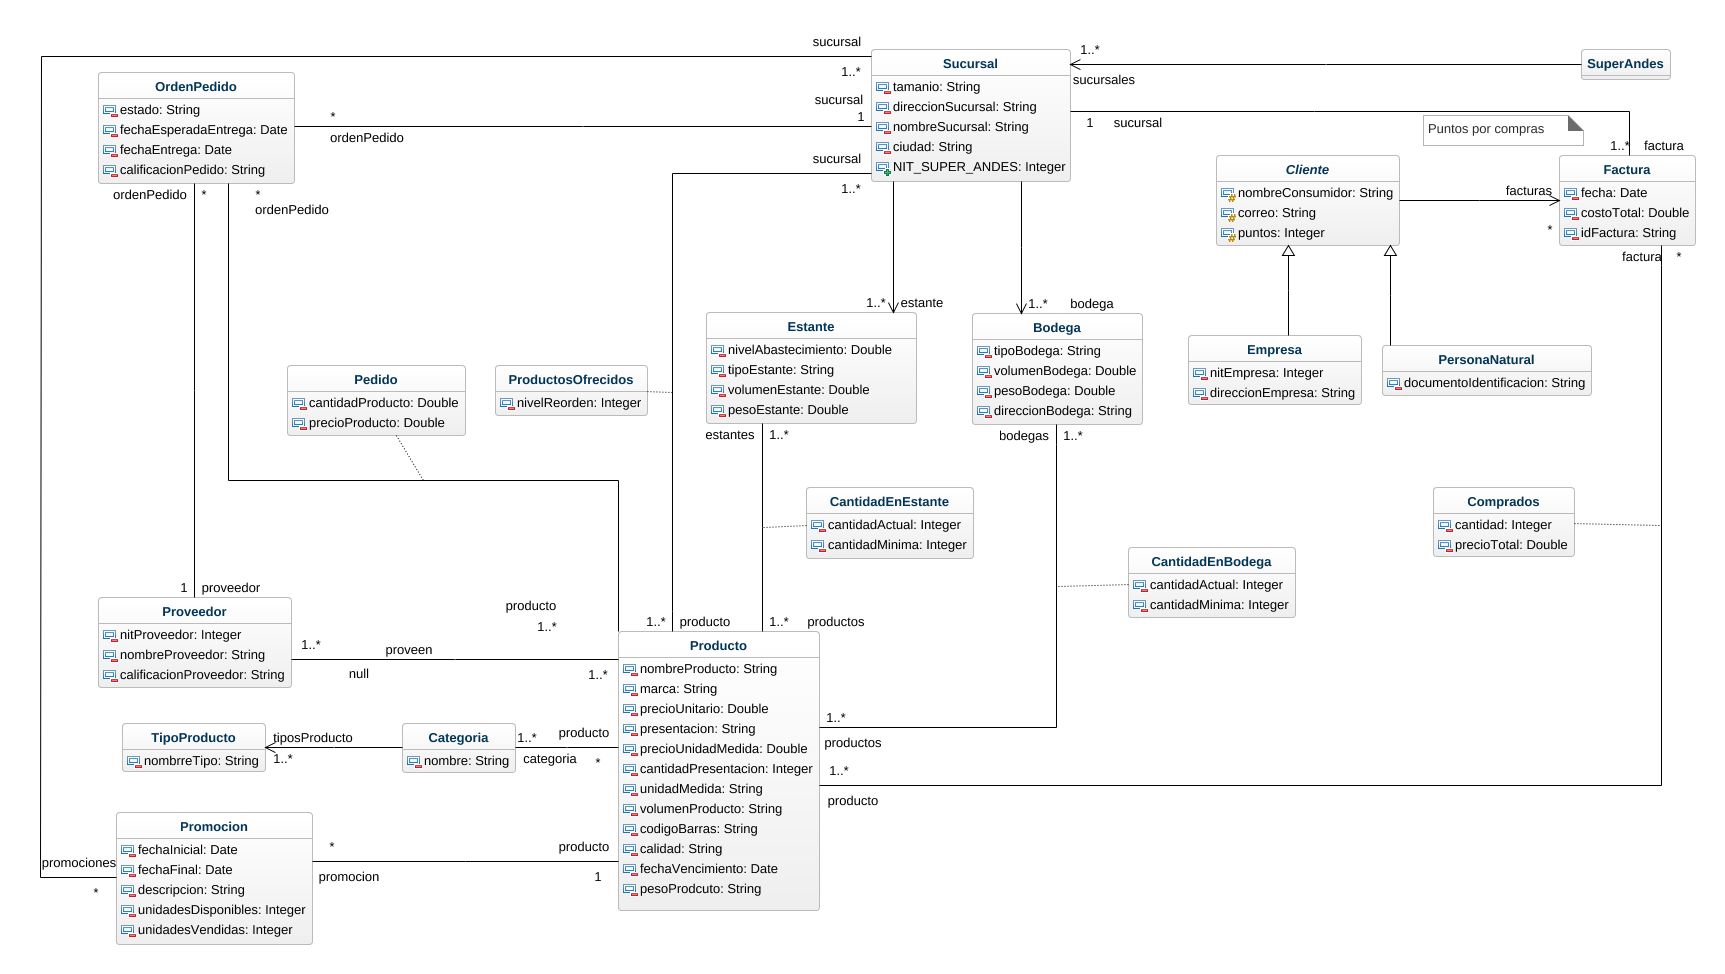 sucursal
1..*
OrdenPedido
estado: String
fechaEsperadaEntrega: Date
fechaEntrega: Date
calificacionPedido: String
*
ordenPedido
sucursal
1
Sucursal
tamanio: String
direccionSucursal: String
nombreSucursal: String
ciudad: String
NIT_SUPER_ANDES: Integer
1..*
sucursales
SuperAndes
1
sucursal
Puntos por compras
1..*
factura
sucursal
1..*
ordenPedido
*
*
ordenPedido
Cliente
nombreConsumidor: String
correo: String
puntos: Integer
facturas
*
Factura
fecha: Date
costoTotal: Double
idFactura: String
factura
*
1..*
estante
1..*
bodega
Estante
nivelAbastecimiento: Double
tipoEstante: String
volumenEstante: Double
pesoEstante: Double
Bodega
tipoBodega: String
volumenBodega: Double
pesoBodega: Double
direccionBodega: String
Empresa
nitEmpresa: Integer
direccionEmpresa: String
PersonaNatural
documentoIdentificacion: String
Pedido
cantidadProducto: Double
precioProducto: Double
ProductosOfrecidos
nivelReorden: Integer
estantes
1..*
bodegas
1..*
CantidadEnEstante
cantidadActual: Integer
cantidadMinima: Integer
Comprados
cantidad: Integer
precioTotal: Double
CantidadEnBodega
cantidadActual: Integer
cantidadMinima: Integer
1
proveedor
Proveedor
nitProveedor: Integer
nombreProveedor: String
calificacionProveedor: String
producto
1..*
1..*
producto
1..*
productos
1..*
proveen
null
1..*
Producto
nombreProducto: String
marca: String
precioUnitario: Double
presentacion: String
precioUnidadMedida: Double
cantidadPresentacion: Integer
unidadMedida: String
volumenProducto: String
codigoBarras: String
calidad: String
fechaVencimiento: Date
pesoProdcuto: String
1..*
productos
1..*
producto
TipoProducto
nombrreTipo: String
tiposProducto
1..*
Categoria
nombre: String
1..*
categoria
producto
*
Promocion
fechaInicial: Date
fechaFinal: Date
descripcion: String
unidadesDisponibles: Integer
unidadesVendidas: Integer
promociones
*
*
promocion
producto
1